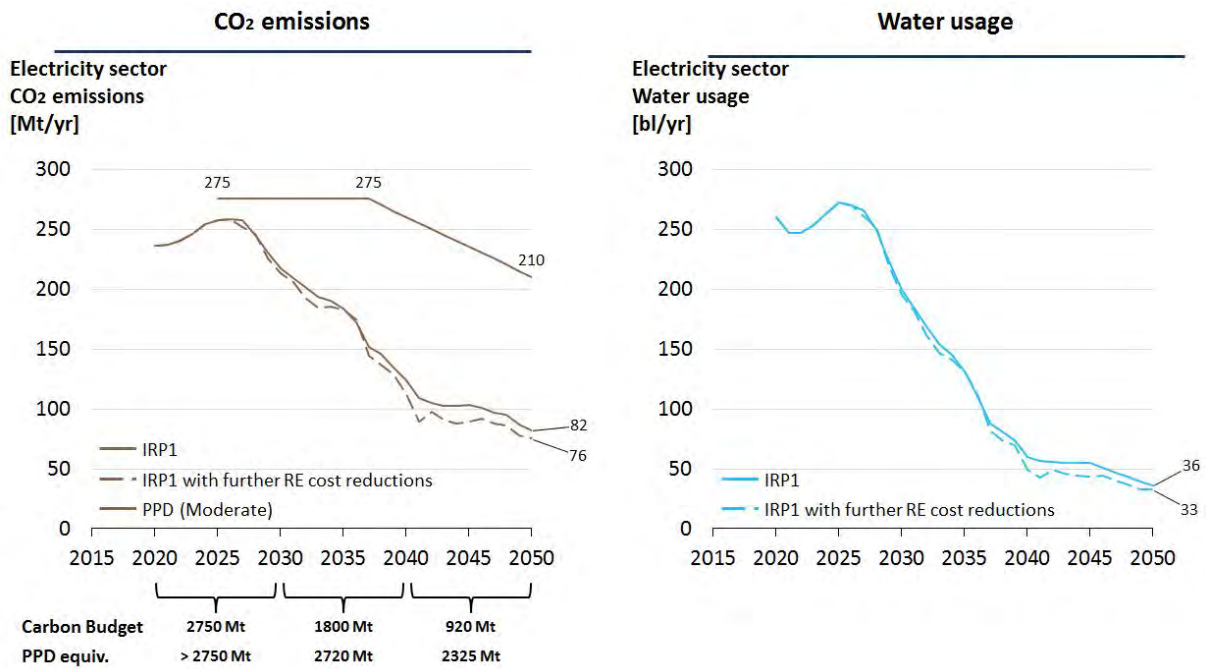 CO₂ emissions
Electricity sector
CO₂ emissions
[Mt/yr]
300
250
200
150
100
50
0
275
275
210
82
76
IRP1
IRP1 with further RE cost reductions
PPD (Moderate)
2015 2020 2025 2030 2035 2040 2045 2050
Carbon Budget 2750 Mt 1800 Mt 920 Mt
PPD equiv. > 2750 Mt 2720 Mt 2325 Mt
Water usage
Electricity sector
Water usage
[bl/yr]
300
250
200
150
100
50
0
36
33
IRP1
IRP1 with further RE cost reductions
2015 2020 2025 2030 2035 2040 2045 2050